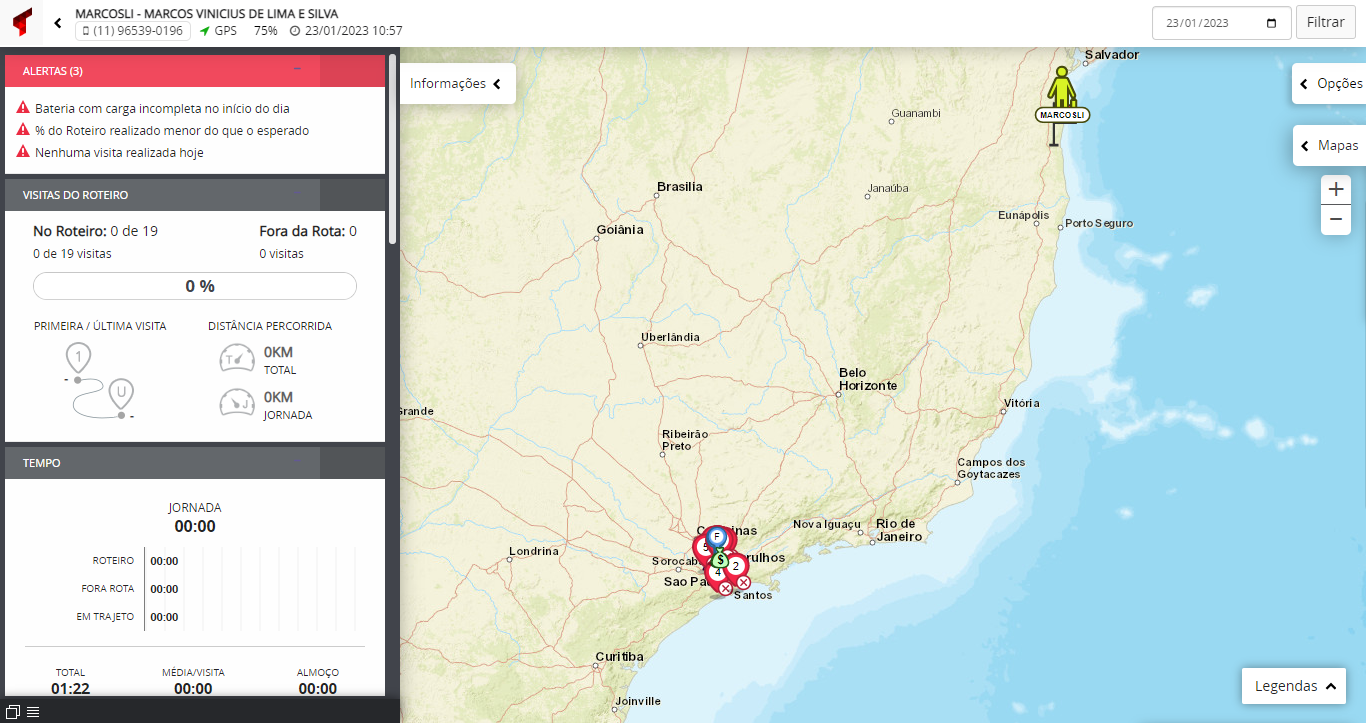 MARCOSLI - MARCOS VINICIUS DE LIMA E SILVA
(11) 96539-0196 GPS 75% 23/01/2023 10:57
23/01/2023
Filtrar
ALERTAS (3)
Bateria com carga incompleta no início do dia
% do Roteiro realizado menor do que o esperado
Nenhuma visita realizada hoje
VISITAS DO ROTEIRO
No Roteiro: 0 de 19
Fora da Rota: 0
0 de 19 visitas
0 visitas
0 %
PRIMEIRA / ÚLTIMA VISITA
DISTÂNCIA PERCORRIDA
1
-
U
-
T
0KM
TOTAL
J
0KM
JORNADA
TEMPO
JORNADA
00:00
ROTEIRO 00:00
FORA ROTA 00:00
EM TRAJETO 00:00
TOTAL
01:22
MÉDIA/VISITA
00:00
ALMOÇO
00:00
Informações
Opções
Mapas
+
−
Salvador
MARCOSLI
Guanambi
Brasilia
Janaúba
Goiânia
Eunápolis
Porto Seguro
Uberlândia
Belo
Horizonte
Vitória
Grande
Ribeirão
Preto
Campos dos
Goytacazes
Nova Iguaçu
Rio de
Janeiro
F
5
$
4
2
Londrina
Santos
Curitiba
Joinville
Legendas